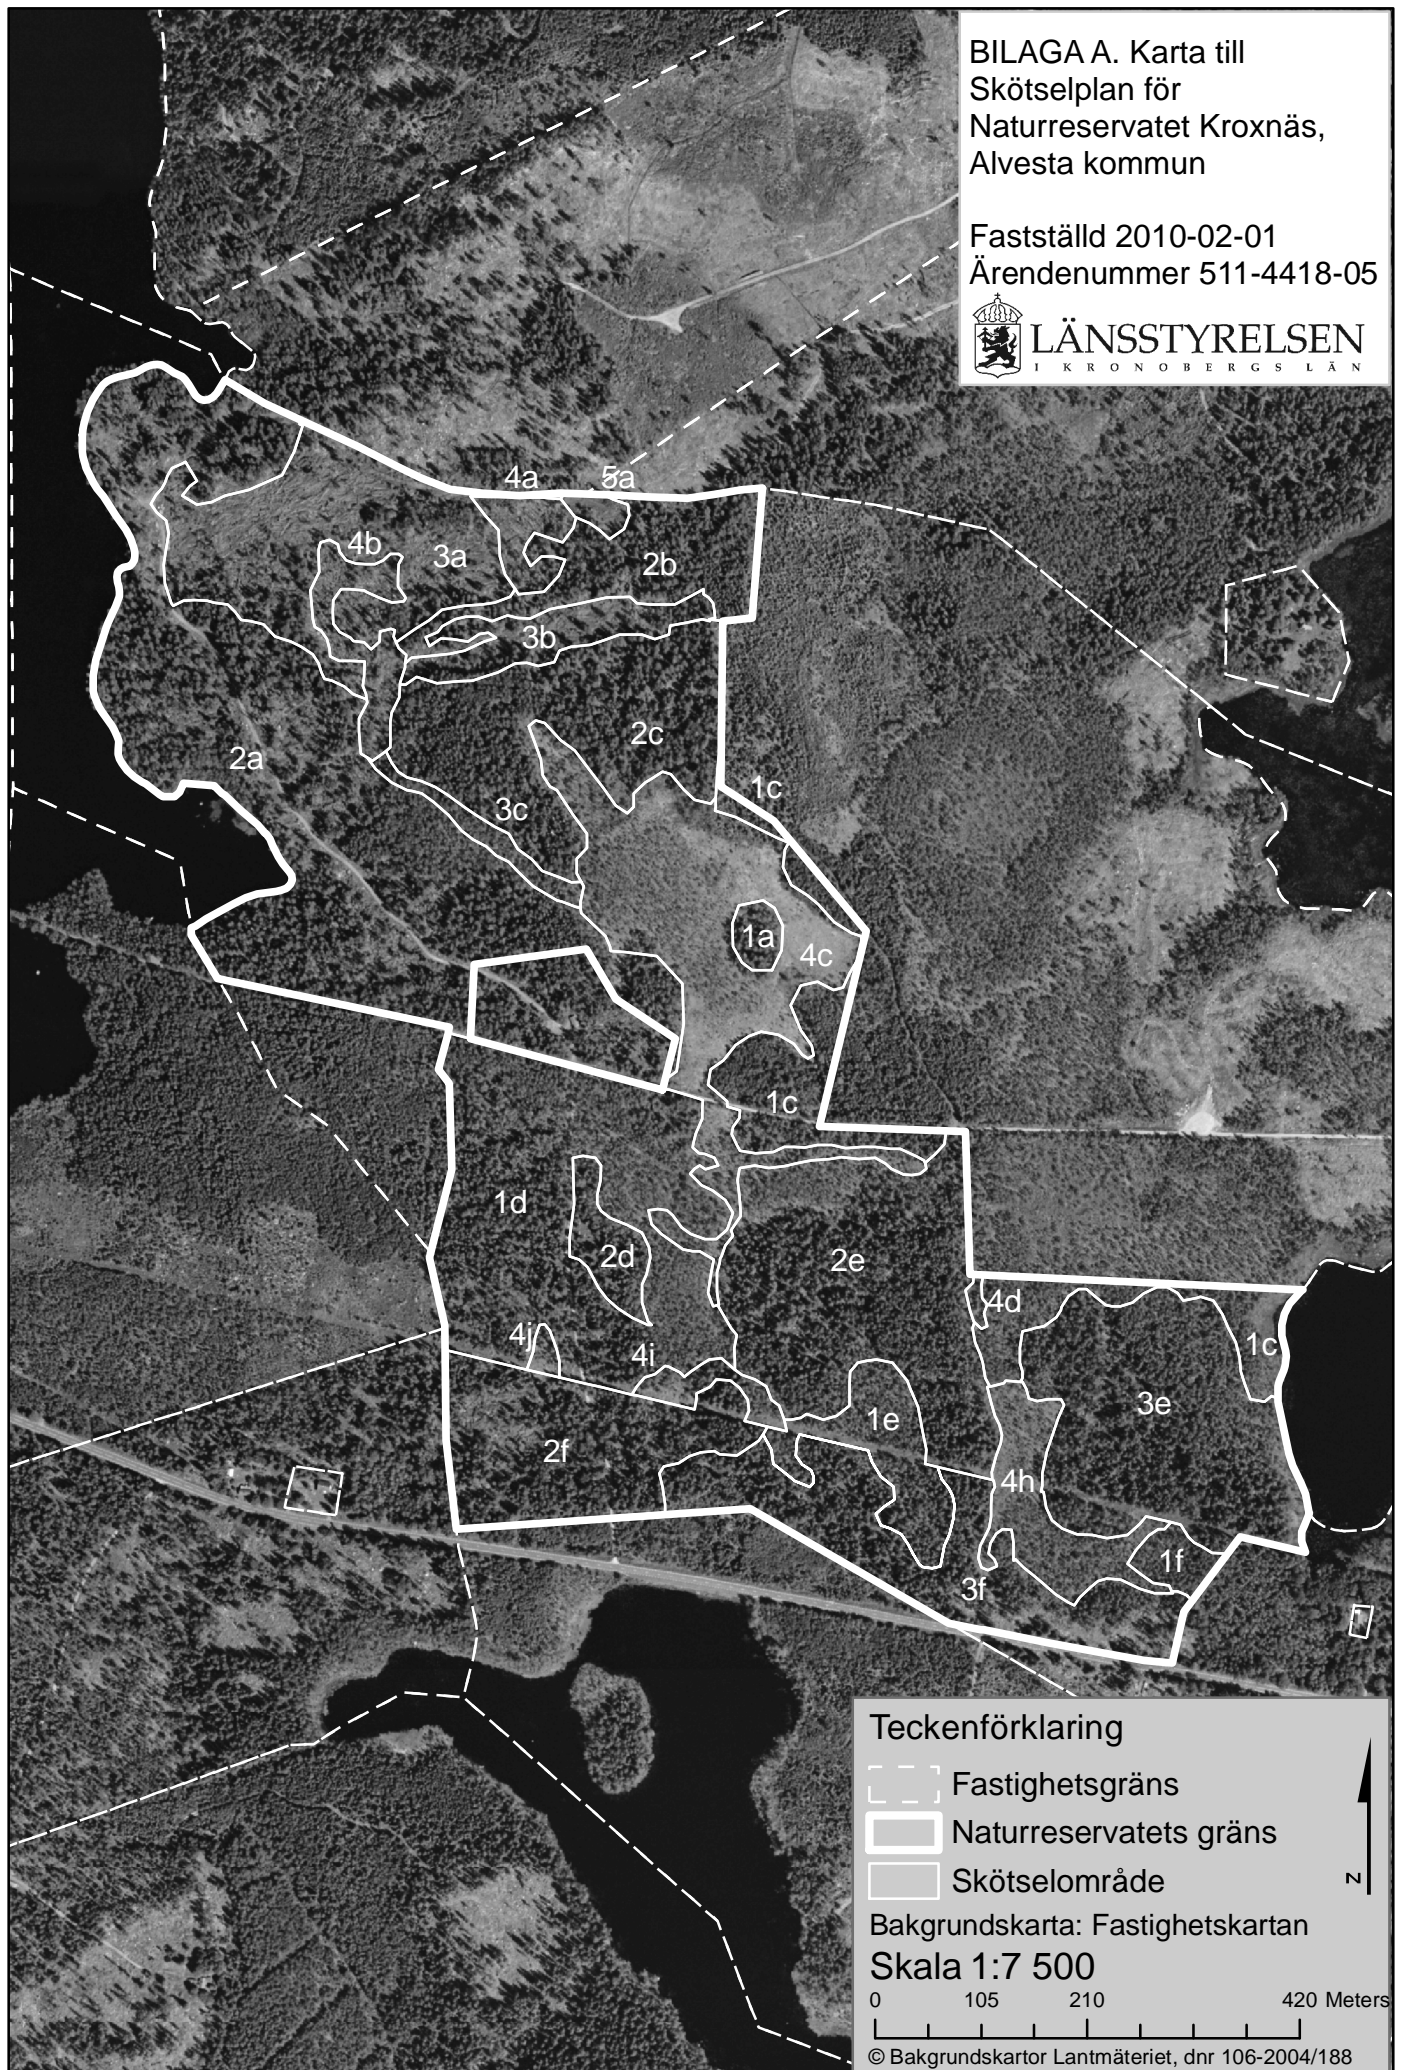 BILAGA A. Karta till
Skötselplan för
Naturreservatet Kroxnäs,
Alvesta kommun
Fastställd 2010-02-01
Ärendenummer 511-4418-05
LÄNSSTYRELSEN
I KRONOBERGS LÄN
4a
5a
4b
3a
2b
3b
2c
2a
1c
3c
1a
4c
1c
1d
2d
2e
4d
4j
4i
1c
3e
1e
2f
4h
1f
3f
Teckenförklaring
Fastighetsgräns
Naturreservatets gräns
Skötselområde
Z
Bakgrundskarta: Fastighetskartan
Skala 1:7 500
0 105 210 420 Meters
© Bakgrundskartor Lantmäteriet, dnr 106-2004/188